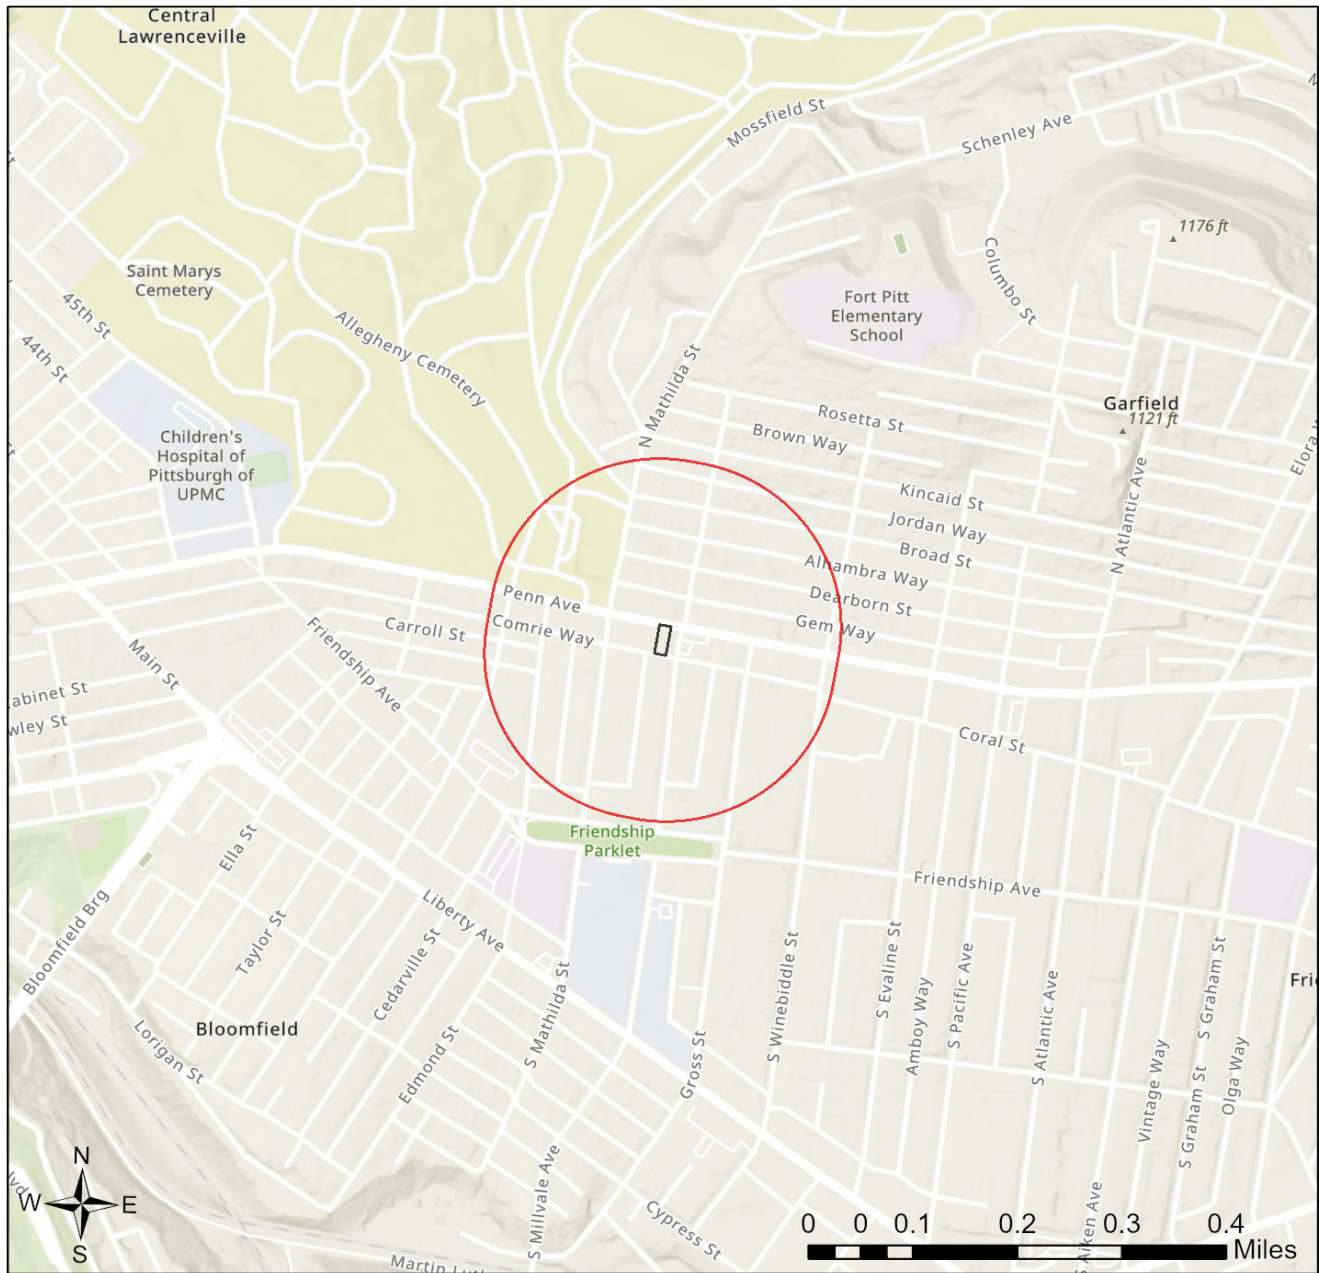 Central
Lawrenceville
Mossfield St
Schenley Ave
1176 ft
Saint Marys
Cemetery
Columbo St
45th St
Fort Pitt
Elementary
School
Allegheny Cemetery
44th St
N Mathilda St
Garfield
1121 ft
Rosetta St
Brown Way
Children's
Hospital of
Pittsburgh of
UPMC
Elora
Kincaid St
N Atlantic Ave
Jordan Way
Broad St
Alhambra Way
Penn Ave
Dearborn St
Comrie Way
Gem Way
Carroll St
Friendship Ave
Main St
abinet St
wley St
Coral St
Friendship
Parklet
Ella St
Friendship Ave
Liberty Ave
Bloomfield Brg
Taylor St
Cedarville St
S Winebiddle St
S Evaline St
S Pacific Ave
S Graham St
Frie
Amboy Way
S Atlantic Ave
S Mathilda St
Bloomfield
Lorigan St
Edmond St
Gross St
Vintage Way
S Graham St
Olga Way
N
W
E
S
lvd
S Millvale Ave
Cypress St
S Aiken Ave
Martin Luth
0 0 0.1 0.2 0.3 0.4
Miles